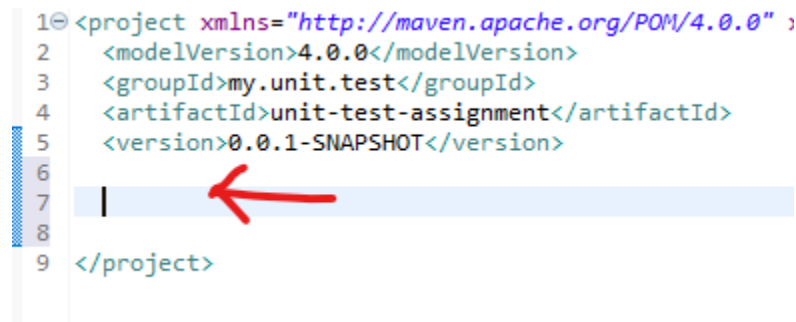 1 <project xmlns="http://maven.apache.org/POM/4.0.0"
2 <modelVersion>4.0.0</modelVersion>
3 <groupId>my.unit.test</groupId>
4 <artifactId>unit-test-assignment</artifactId>
5 <version>0.0.1-SNAPSHOT</version>
6
7
8
9 </project>